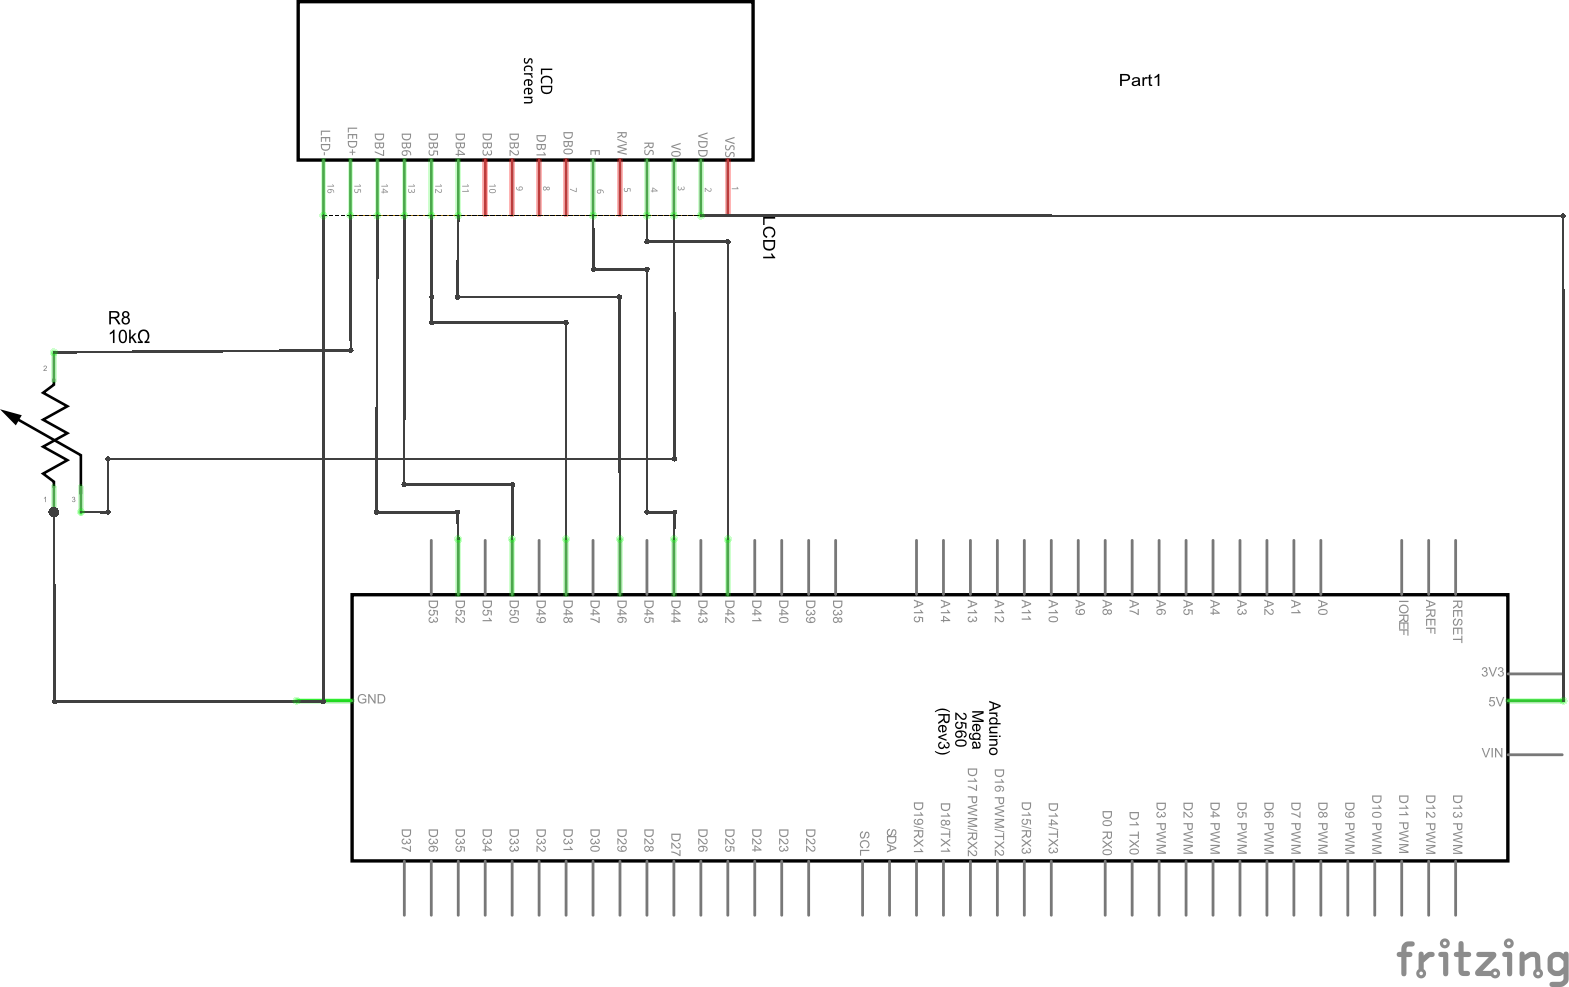 LCD
screen
Part1
LED-
LED+
DB7
DB6
DB5
DB4
DB3
DB2
DB1
DB0
E
R/W
RS
V0
VDD
VSS
16
15
14
13
12
11
10
9
8
7
6
5
4
3
2
1
LCD1
R8
10kΩ
2
1
3
D53
D52
D51
D50
D49
D48
D47
D46
D45
D44
D43
D42
D41
D40
D39
D38
A15
A14
A13
A12
A11
A10
A9
A8
A7
A6
A5
A4
A3
A2
A1
A0
IOREF
AREF
RESET
GND
3V3
5V
VIN
Arduino
Mega
2560
(Rev3)
D37
D36
D35
D34
D33
D32
D31
D30
D29
D28
D27
D26
D25
D24
D23
D22
SCL
SDA
D19/RX1
D18/TX1
D17 PWM/RX2
D16 PWM/TX2
D15/RX3
D14/TX3
D0 RX0
D1 TX0
D3 PWM
D2 PWM
D4 PWM
D5 PWM
D6 PWM
D7 PWM
D8 PWM
D9 PWM
D10 PWM
D11 PWM
D12 PWM
D13 PWM
fritzing